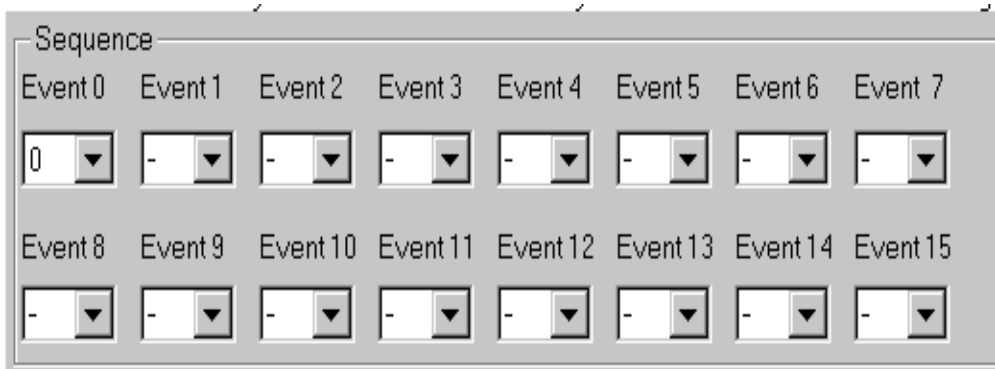 Sequence
Event 0 Event 1 Event 2 Event 3 Event 4 Event 5 Event 6 Event 7
0 - - - - - - -
Event 8 Event 9 Event 10 Event 11 Event 12 Event 13 Event 14 Event 15
- - - - - - - -